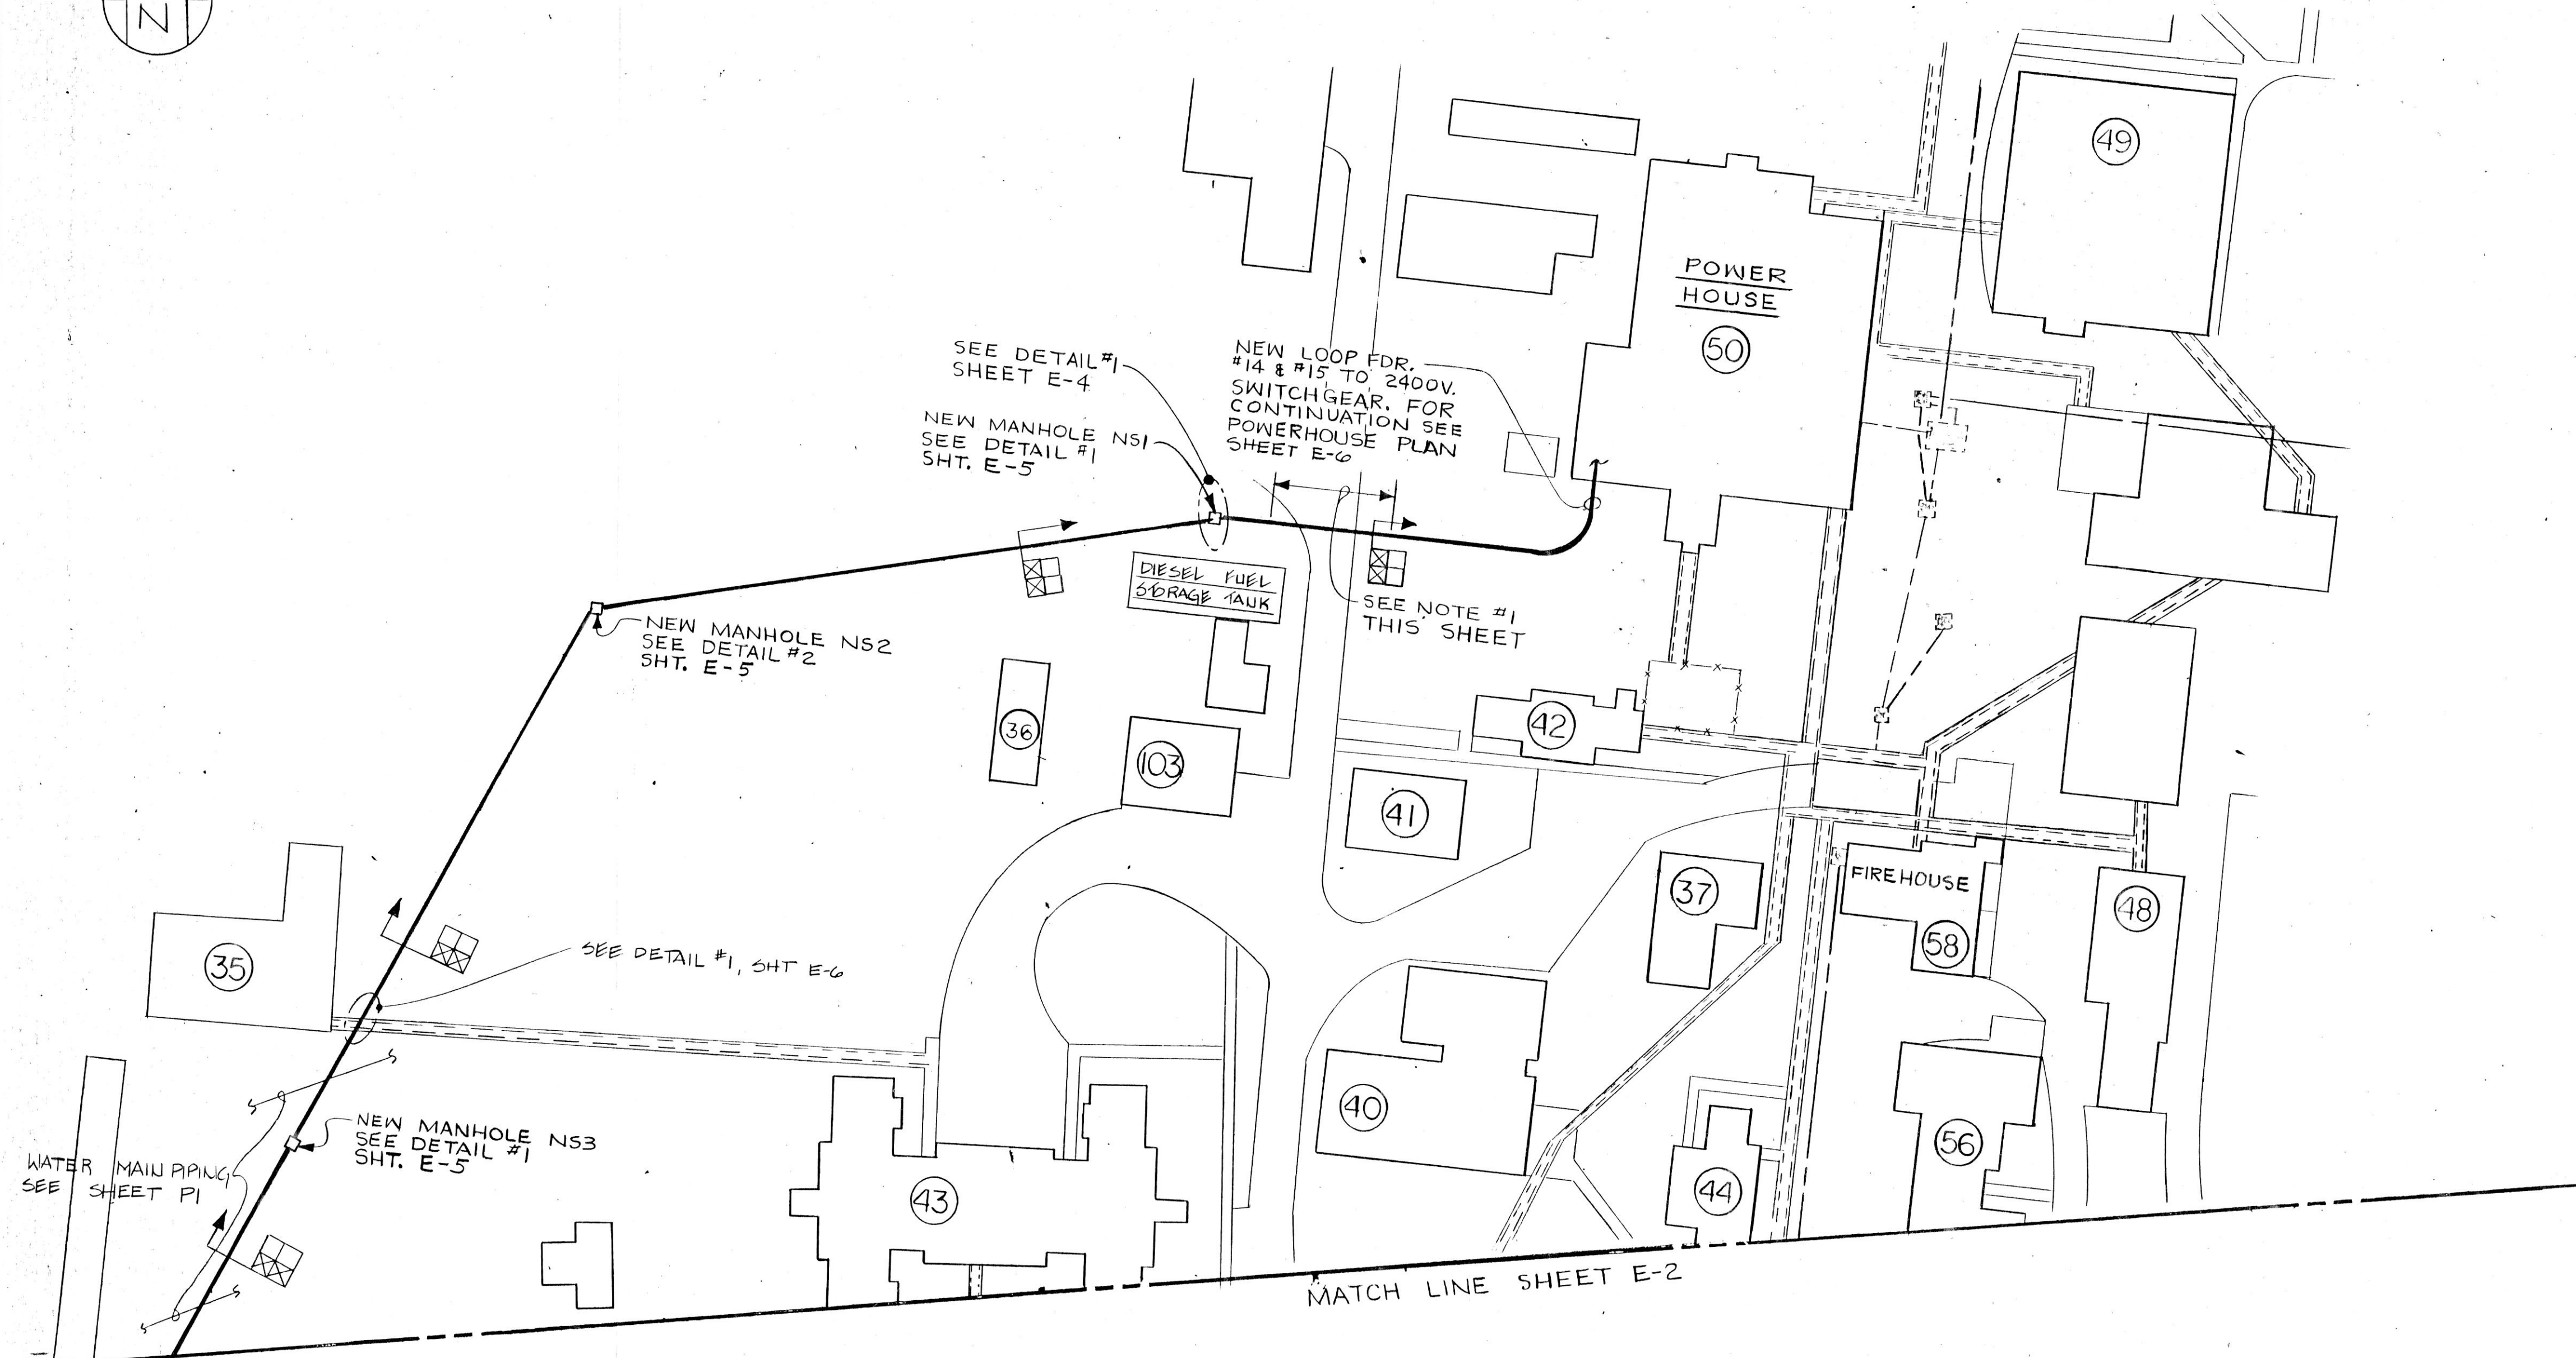 N
49
POWER
HOUSE
50
SEE DETAIL #1
SHEET E-4
NEW LOOP FDR.
#14 & #15, TO 2400V.
SWITCHGEAR. FOR
CONTINUATION SEE
POWERHOUSE PLAN
SHEET E-6
NEW MANHOLE NS1
SEE DETAIL #1
SHT. E-5
DIESEL FUEL
STORAGE TANK
SEE NOTE #1
THIS SHEET
NEW MANHOLE NS2
SEE DETAIL #2
SHT. E-5
36
103
42
41
37
FIREHOUSE
58
48
35
SEE DETAIL #1, SHT E-6
40
NEW MANHOLE NS3
SEE DETAIL #1
SHT. E-5
WATER MAIN PIPING
SEE SHEET P1
43
44
56
MATCH LINE SHEET E-2